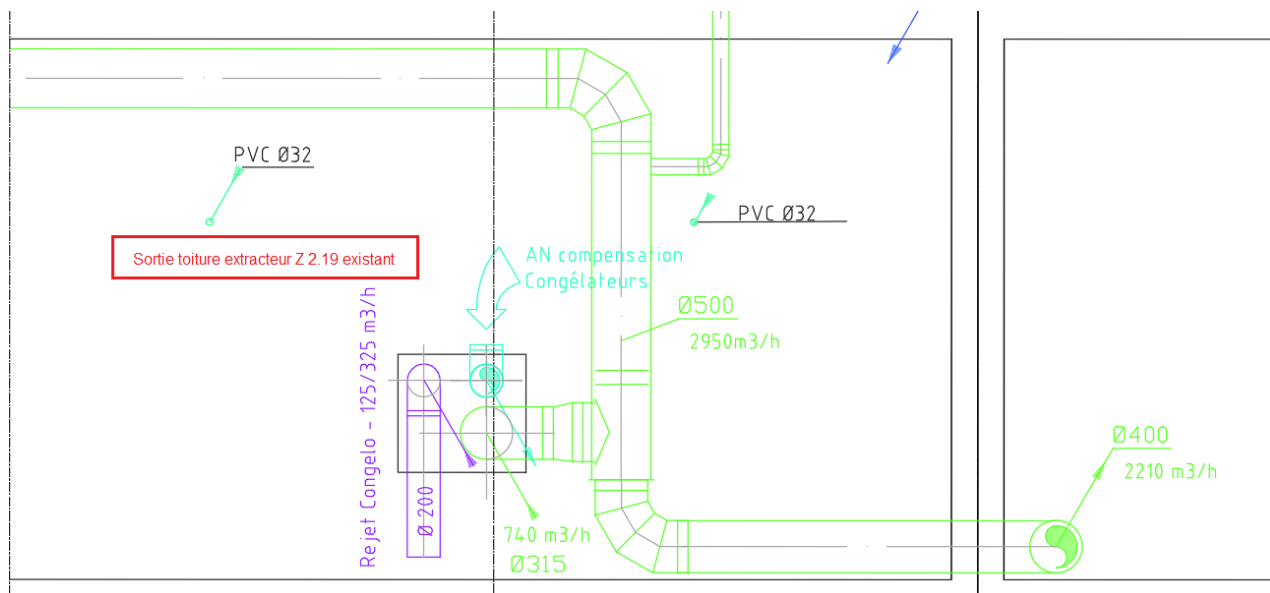 PVC Ø32
PVC Ø32
Sortie toiture extracteur Z 2.19 existant
AN compensation
Congélateurs
Rejet Congelo - 125/325 m3/h
Ø500
2950m3/h
Ø400
2210 m3/h
Ø 200
740 m3/h
Ø315